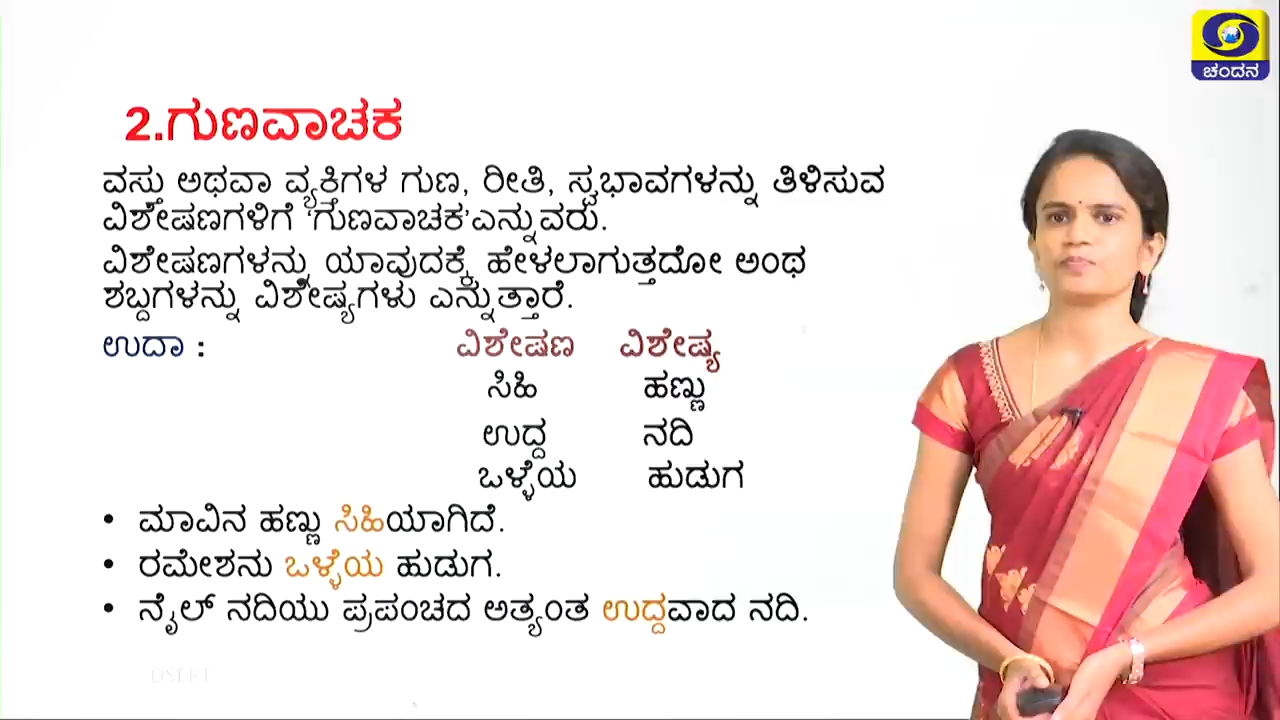 ಚಂದನ
2.ಗುಣವಾಚಕ
ವಸ್ತು ಅಥವಾ ವ್ಯಕ್ತಿಗಳ ಗುಣ, ರೀತಿ, ಸ್ವಭಾವಗಳನ್ನು ತಿಳಿಸುವ
ವಿಶೇಷಣಗಳಿಗೆ ‘ಗುಣವಾಚಕ’ಎನ್ನುವರು.
ವಿಶೇಷಣಗಳನ್ನು ಯಾವುದಕ್ಕೆ ಹೇಳಲಾಗುತ್ತದೋ ಅಂಥ
ಶಬ್ದಗಳನ್ನು ವಿಶೇಷ್ಯಗಳು ಎನ್ನುತ್ತಾರೆ.
ಉದಾ : ವಿಶೇಷಣ ವಿಶೇಷ್ಯ
ಸಿಹಿ ಹಣ್ಣು
ಉದ್ದ ನದಿ
ಒಳ್ಳೆಯ ಹುಡುಗ
• ಮಾವಿನ ಹಣ್ಣು ಸಿಹಿಯಾಗಿದೆ.
• ರಮೇಶನು ಒಳ್ಳೆಯ ಹುಡುಗ.
• ನೈಲ್ ನದಿಯು ಪ್ರಪಂಚದ ಅತ್ಯಂತ ಉದ್ದವಾದ ನದಿ.
DSERT